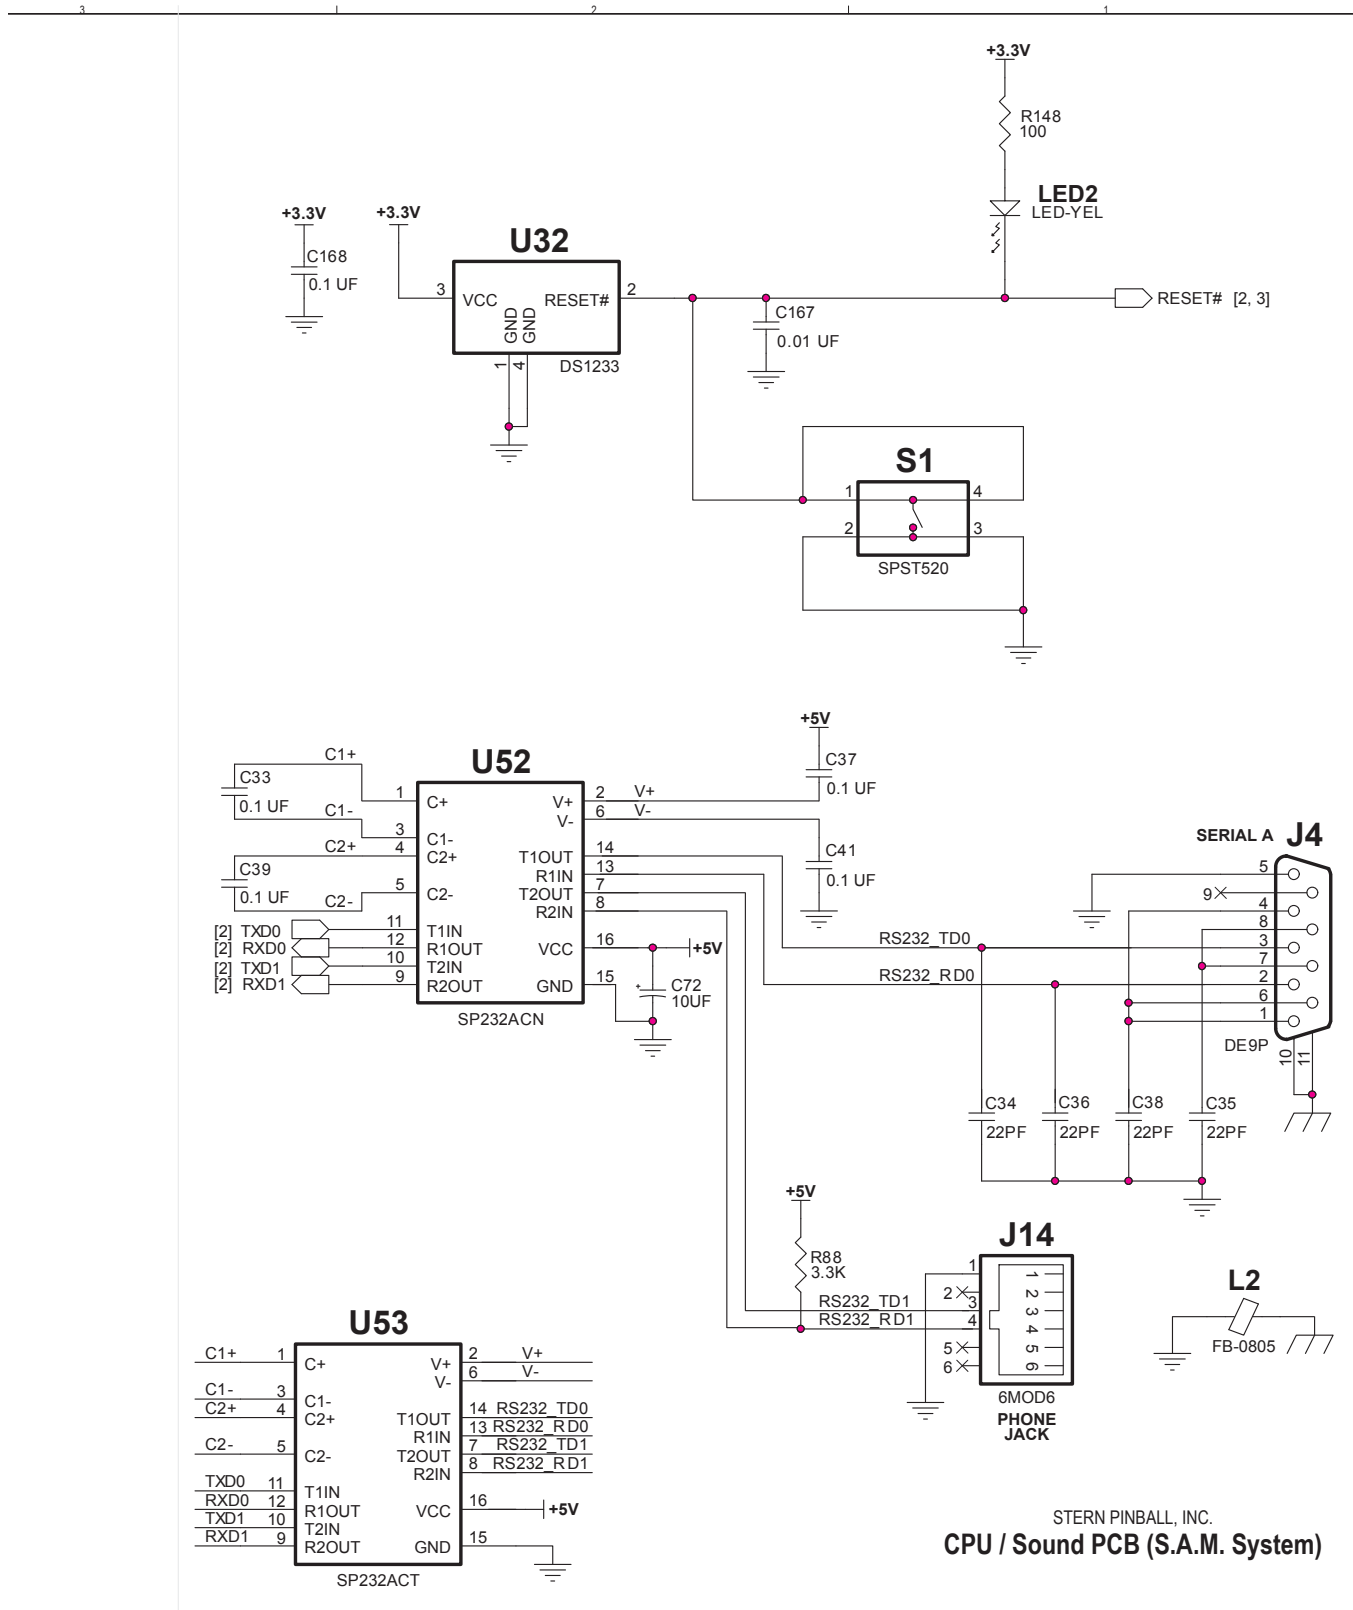 3 2 1
+3.3V
R148
100
LED2
LED-YEL
+3.3V +3.3V
C168
0.1 UF
U32
3 VCC RESET# 2
GND
GND
1
4
DS1233
C167
0.01 UF
RESET# [2, 3]
S1
1 4
2 3
SPST520
+5V
C37
0.1 UF
C1+
C33
0.1 UF
C1-
C2+
C39
0.1 UF
C2-
U52
1 C+ V+ 2 V+
V- 6 V-
3 C1-
4 C2+ T1OUT 14
R1IN 13
5 C2- T2OUT 7
R2IN 8
[2] TXD0 11 T1IN
[2] RXD0 12 R1OUT VCC 16 +5V
[2] TXD1 10 T2IN
[2] RXD1 9 R2OUT GND 15
SP232ACN
C72
10UF
+
C41
0.1 UF
RS232_TD0
RS232_RD0
SERIAL A J4
5
9
4
8
3
7
2
6
1
DE9P
10
11
C34
22PF
C36
22PF
C38
22PF
C35
22PF
+5V
R88
3.3K
RS232_TD1
RS232_RD1
J14
1 1
2 2
3 3
4 4
5 5
6 6
6MOD6
PHONE
JACK
L2
FB-0805
U53
C1+ 1 C+ V+ 2 V+
V- 6 V-
C1- 3 C1-
C2+ 4 C2+ T1OUT 14 RS232_TD0
R1IN 13 RS232_RD0
C2- 5 C2- T2OUT 7 RS232_TD1
R2IN 8 RS232_RD1
TXD0 11 T1IN
RXD0 12 R1OUT VCC 16 +5V
TXD1 10 T2IN
RXD1 9 R2OUT GND 15
SP232ACT
STERN PINBALL, INC.
CPU / Sound PCB (S.A.M. System)